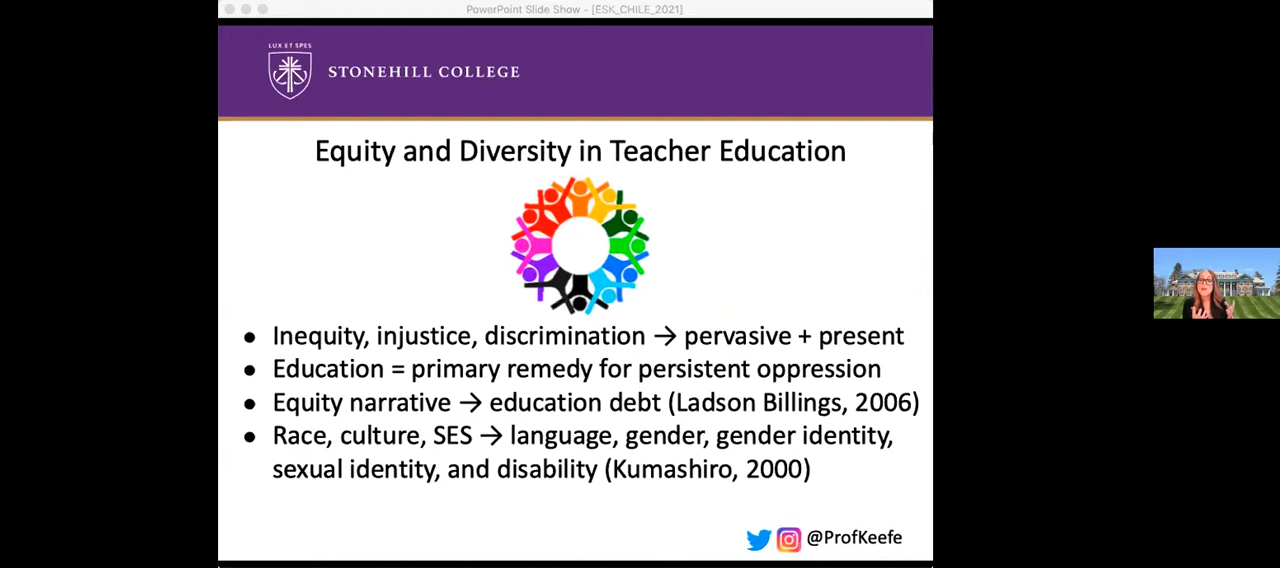 PowerPoint Slide Show - [ESK_CHILE_2021]
LUX ET SPES
STONEHILL COLLEGE
Equity and Diversity in Teacher Education
● Inequity, injustice, discrimination → pervasive + present
● Education = primary remedy for persistent oppression
● Equity narrative → education debt (Ladson Billings, 2006)
● Race, culture, SES → language, gender, gender identity,
sexual identity, and disability (Kumashiro, 2000)
@ProfKeefe